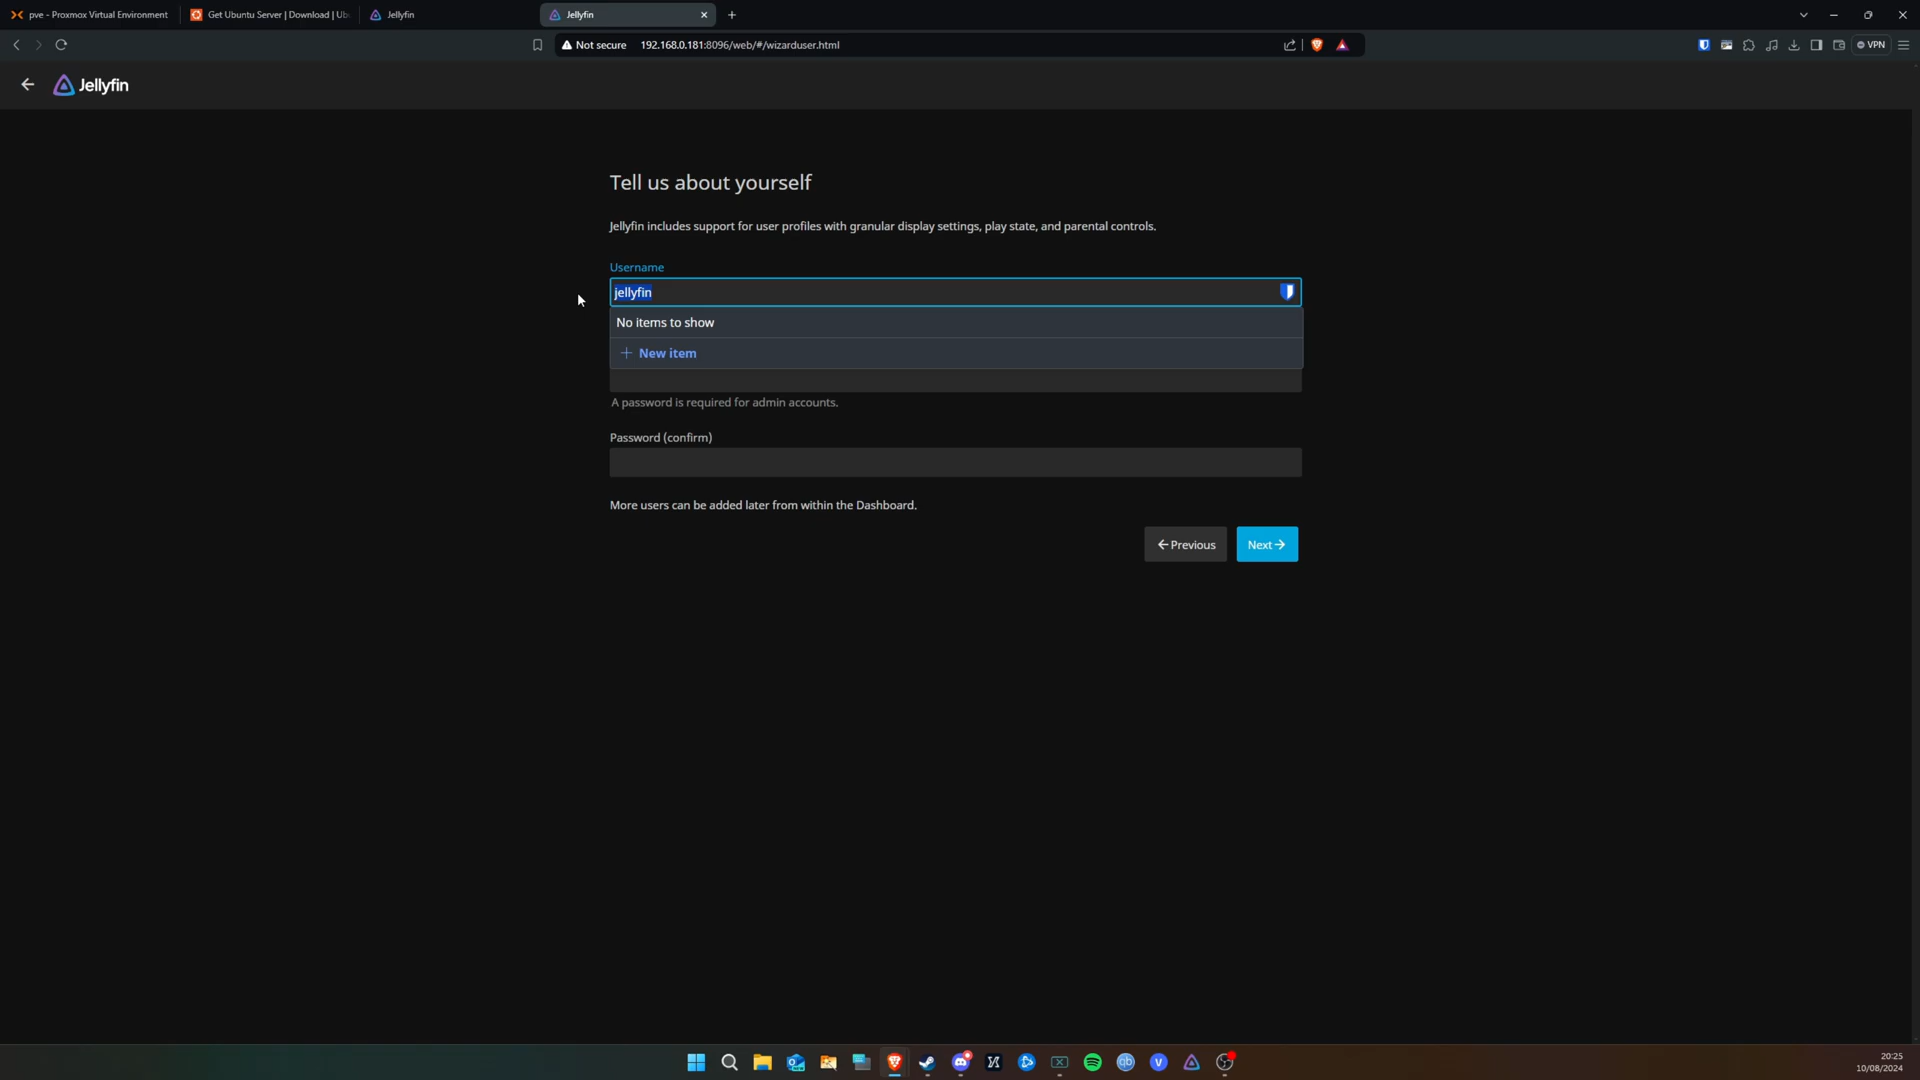 pve - Proxmox Virtual Environment
Get Ubuntu Server | Download | Ub
Jellyfin
Jellyfin
Not secure
192.168.0.181:8096/web/#/wizarduser.html
VPN
Jellyfin
Tell us about yourself
Jellyfin includes support for user profiles with granular display settings, play state, and parental controls.
Username
jellyfin
No items to show
+ New item
A password is required for admin accounts.
Password (confirm)
More users can be added later from within the Dashboard.
Previous
Next
qb
V
20:25
10/08/2024